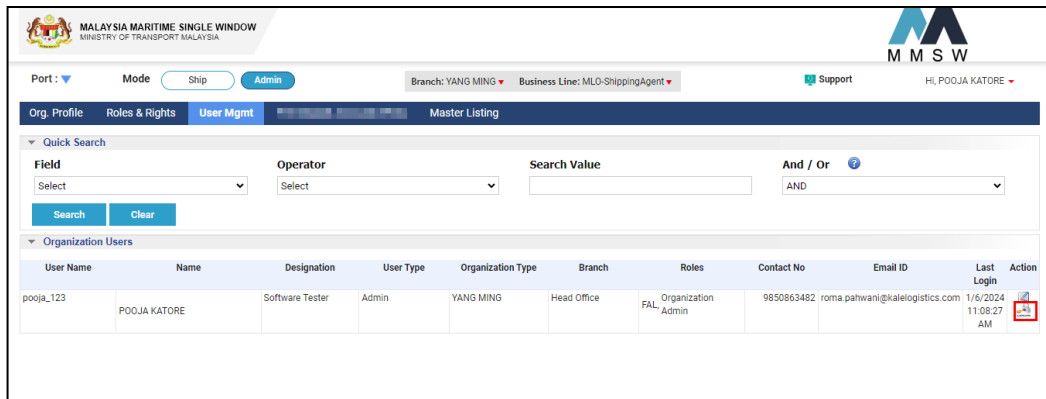 MALAYSIA MARITIME SINGLE WINDOW
MINISTRY OF TRANSPORT MALAYSIA
MMSW
Port : Mode Ship Admin Branch: YANG MING Business Line: MLO-ShippingAgent Support Hi, POOJA KATORE
Org. Profile Roles & Rights User Mgmt Master Listing
Quick Search
Field Operator Search Value And / Or ?
Select Select AND
Search Clear
Organization Users
User Name Name Designation User Type Organization Type Branch Roles Contact No Email ID Last Login Action
pooja_123 POOJA KATORE Software Tester Admin YANG MING Head Office FAL, Organization Admin 9850863482 roma.pahwani@kalelogistics.com 1/6/2024 11:08:27 AM